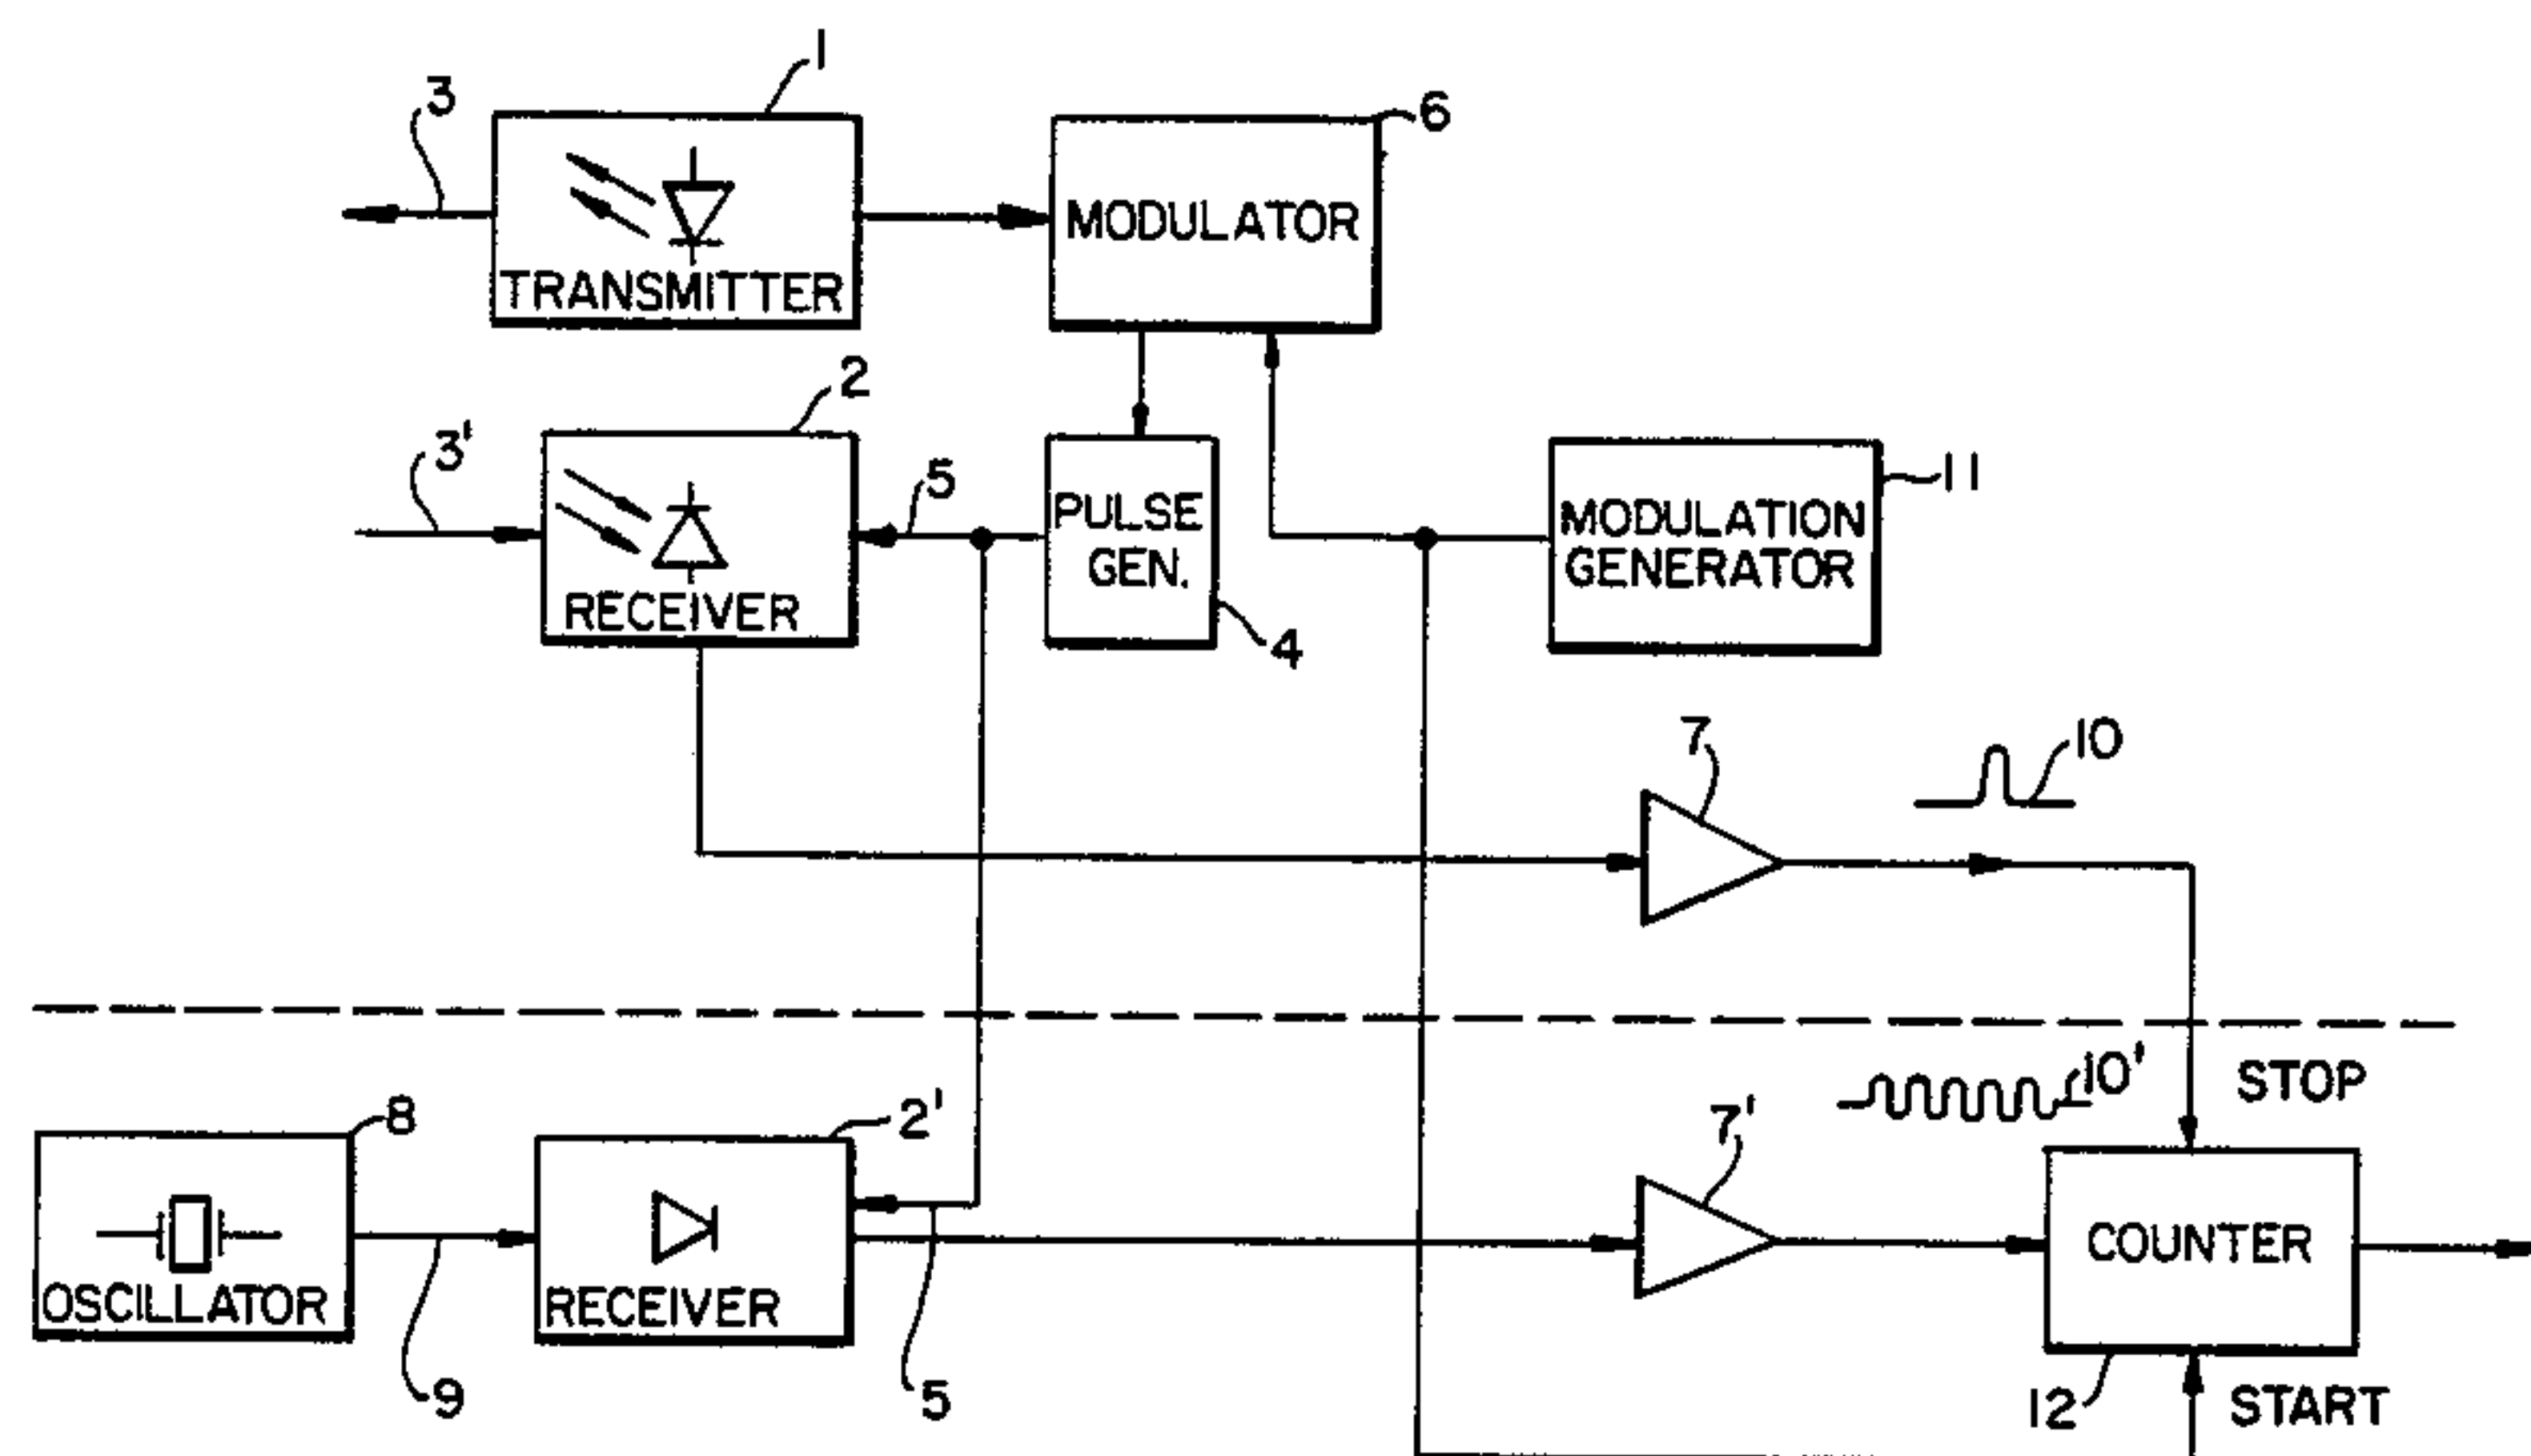 1
3
6
TRANSMITTER
MODULATOR
2
3'
5
PULSE
GEN.
4
MODULATION
GENERATOR
11
RECEIVER
7
10
10'
STOP
8
2'
7'
OSCILLATOR
RECEIVER
COUNTER
9
5
12
START